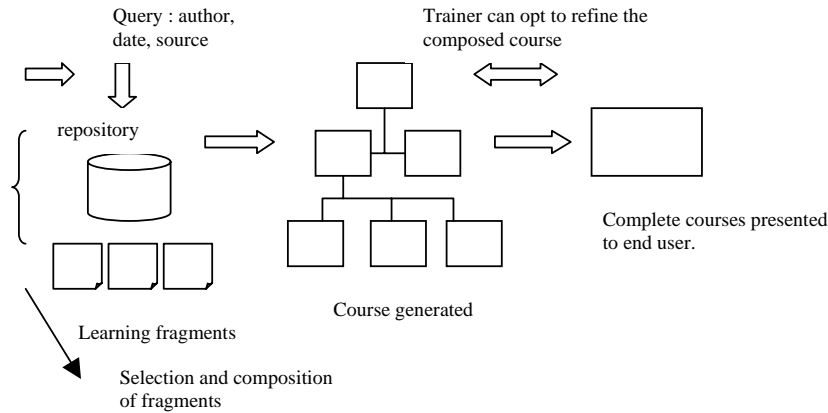 Query : author,
date, source
Trainer can opt to refine the
composed course
repository
Complete courses presented
to end user.
Course generated
Learning fragments
Selection and composition
of fragments